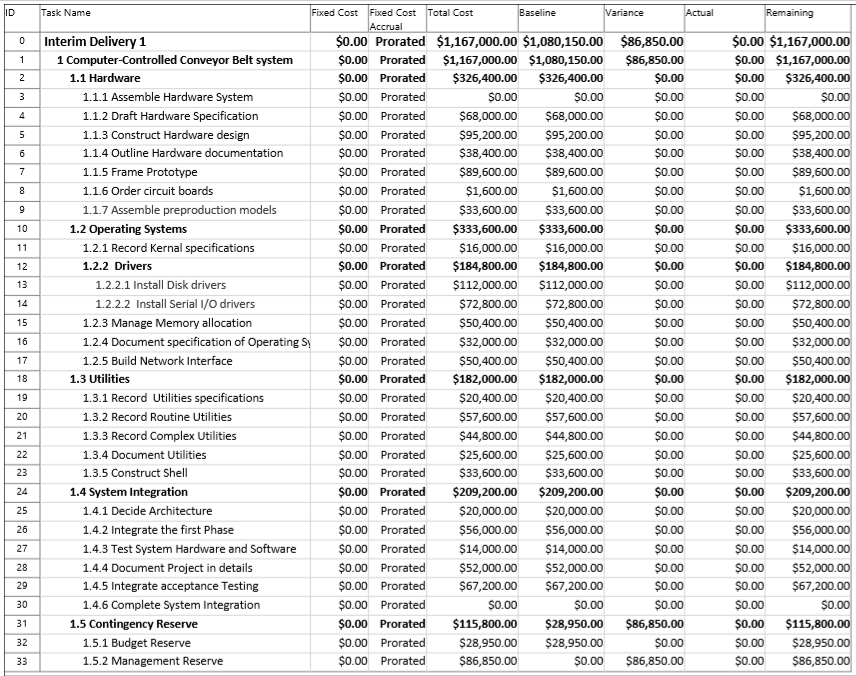 ID Task Name Fixed Cost Fixed Cost Accrual Total Cost Baseline Variance Actual Remaining
0 Interim Delivery 1 $0.00 Prorated $1,167,000.00 $1,080,150.00 $86,850.00 $0.00 $1,167,000.00
1 1 Computer-Controlled Conveyor Belt system $0.00 Prorated $1,167,000.00 $1,080,150.00 $86,850.00 $0.00 $1,167,000.00
2 1.1 Hardware $0.00 Prorated $326,400.00 $326,400.00 $0.00 $0.00 $326,400.00
3 1.1.1 Assemble Hardware System $0.00 Prorated $0.00 $0.00 $0.00 $0.00 $0.00
4 1.1.2 Draft Hardware Specification $0.00 Prorated $68,000.00 $68,000.00 $0.00 $0.00 $68,000.00
5 1.1.3 Construct Hardware design $0.00 Prorated $95,200.00 $95,200.00 $0.00 $0.00 $95,200.00
6 1.1.4 Outline Hardware documentation $0.00 Prorated $38,400.00 $38,400.00 $0.00 $0.00 $38,400.00
7 1.1.5 Frame Prototype $0.00 Prorated $89,600.00 $89,600.00 $0.00 $0.00 $89,600.00
8 1.1.6 Order circuit boards $0.00 Prorated $1,600.00 $1,600.00 $0.00 $0.00 $1,600.00
9 1.1.7 Assemble preproduction models $0.00 Prorated $33,600.00 $33,600.00 $0.00 $0.00 $33,600.00
10 1.2 Operating Systems $0.00 Prorated $333,600.00 $333,600.00 $0.00 $0.00 $333,600.00
11 1.2.1 Record Kernal specifications $0.00 Prorated $16,000.00 $16,000.00 $0.00 $0.00 $16,000.00
12 1.2.2 Drivers $0.00 Prorated $184,800.00 $184,800.00 $0.00 $0.00 $184,800.00
13 1.2.2.1 Install Disk drivers $0.00 Prorated $112,000.00 $112,000.00 $0.00 $0.00 $112,000.00
14 1.2.2.2 Install Serial I/O drivers $0.00 Prorated $72,800.00 $72,800.00 $0.00 $0.00 $72,800.00
15 1.2.3 Manage Memory allocation $0.00 Prorated $50,400.00 $50,400.00 $0.00 $0.00 $50,400.00
16 1.2.4 Document specification of Operating Sy $0.00 Prorated $32,000.00 $32,000.00 $0.00 $0.00 $32,000.00
17 1.2.5 Build Network Interface $0.00 Prorated $50,400.00 $50,400.00 $0.00 $0.00 $50,400.00
18 1.3 Utilities $0.00 Prorated $182,000.00 $182,000.00 $0.00 $0.00 $182,000.00
19 1.3.1 Record Utilities specifications $0.00 Prorated $20,400.00 $20,400.00 $0.00 $0.00 $20,400.00
20 1.3.2 Record Routine Utilities $0.00 Prorated $57,600.00 $57,600.00 $0.00 $0.00 $57,600.00
21 1.3.3 Record Complex Utilities $0.00 Prorated $44,800.00 $44,800.00 $0.00 $0.00 $44,800.00
22 1.3.4 Document Utilities $0.00 Prorated $25,600.00 $25,600.00 $0.00 $0.00 $25,600.00
23 1.3.5 Construct Shell $0.00 Prorated $33,600.00 $33,600.00 $0.00 $0.00 $33,600.00
24 1.4 System Integration $0.00 Prorated $209,200.00 $209,200.00 $0.00 $0.00 $209,200.00
25 1.4.1 Decide Architecture $0.00 Prorated $20,000.00 $20,000.00 $0.00 $0.00 $20,000.00
26 1.4.2 Integrate the first Phase $0.00 Prorated $56,000.00 $56,000.00 $0.00 $0.00 $56,000.00
27 1.4.3 Test System Hardware and Software $0.00 Prorated $14,000.00 $14,000.00 $0.00 $0.00 $14,000.00
28 1.4.4 Document Project in details $0.00 Prorated $52,000.00 $52,000.00 $0.00 $0.00 $52,000.00
29 1.4.5 Integrate acceptance Testing $0.00 Prorated $67,200.00 $67,200.00 $0.00 $0.00 $67,200.00
30 1.4.6 Complete System Integration $0.00 Prorated $0.00 $0.00 $0.00 $0.00 $0.00
31 1.5 Contingency Reserve $0.00 Prorated $115,800.00 $28,950.00 $86,850.00 $0.00 $115,800.00
32 1.5.1 Budget Reserve $0.00 Prorated $28,950.00 $28,950.00 $0.00 $0.00 $28,950.00
33 1.5.2 Management Reserve $0.00 Prorated $86,850.00 $0.00 $86,850.00 $0.00 $86,850.00